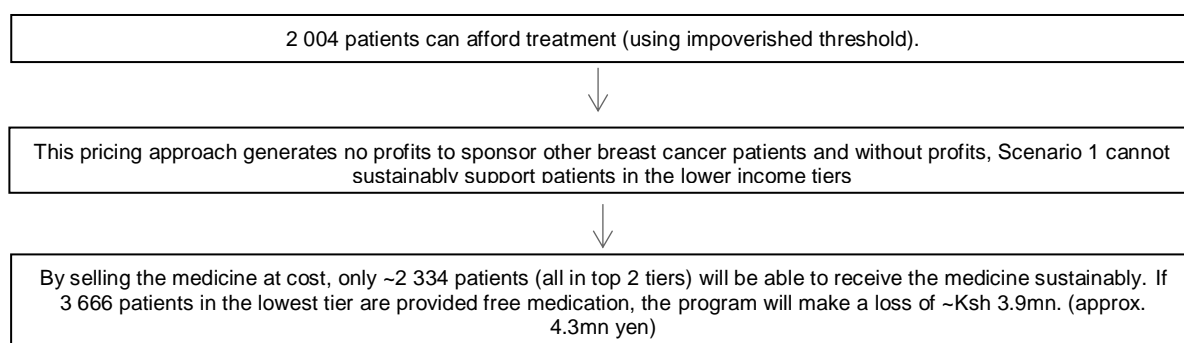 2 004 patients can afford treatment (using impoverished threshold).
This pricing approach generates no profits to sponsor other breast cancer patients and without profits, Scenario 1 cannot
sustainably support patients in the lower income tiers
By selling the medicine at cost, only ~2 334 patients (all in top 2 tiers) will be able to receive the medicine sustainably. If
3 666 patients in the lowest tier are provided free medication, the program will make a loss of ~Ksh 3.9mn. (approx.
4.3mn yen)